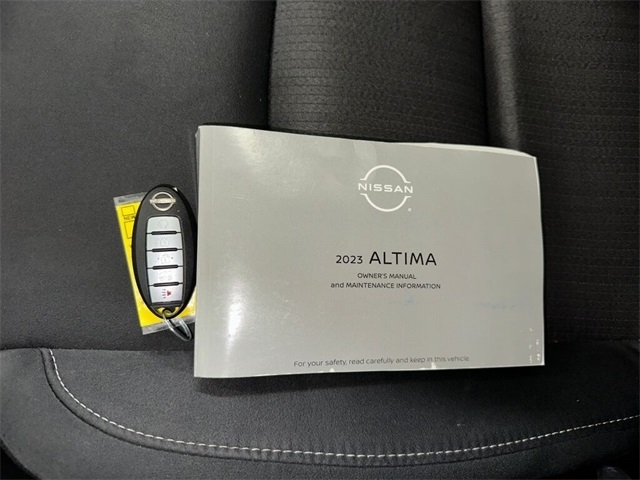 NISSAN
2023 ALTIMA
OWNER'S MANUAL
and MAINTENANCE INFORMATION
For your safety, read carefully and keep in this vehicle.